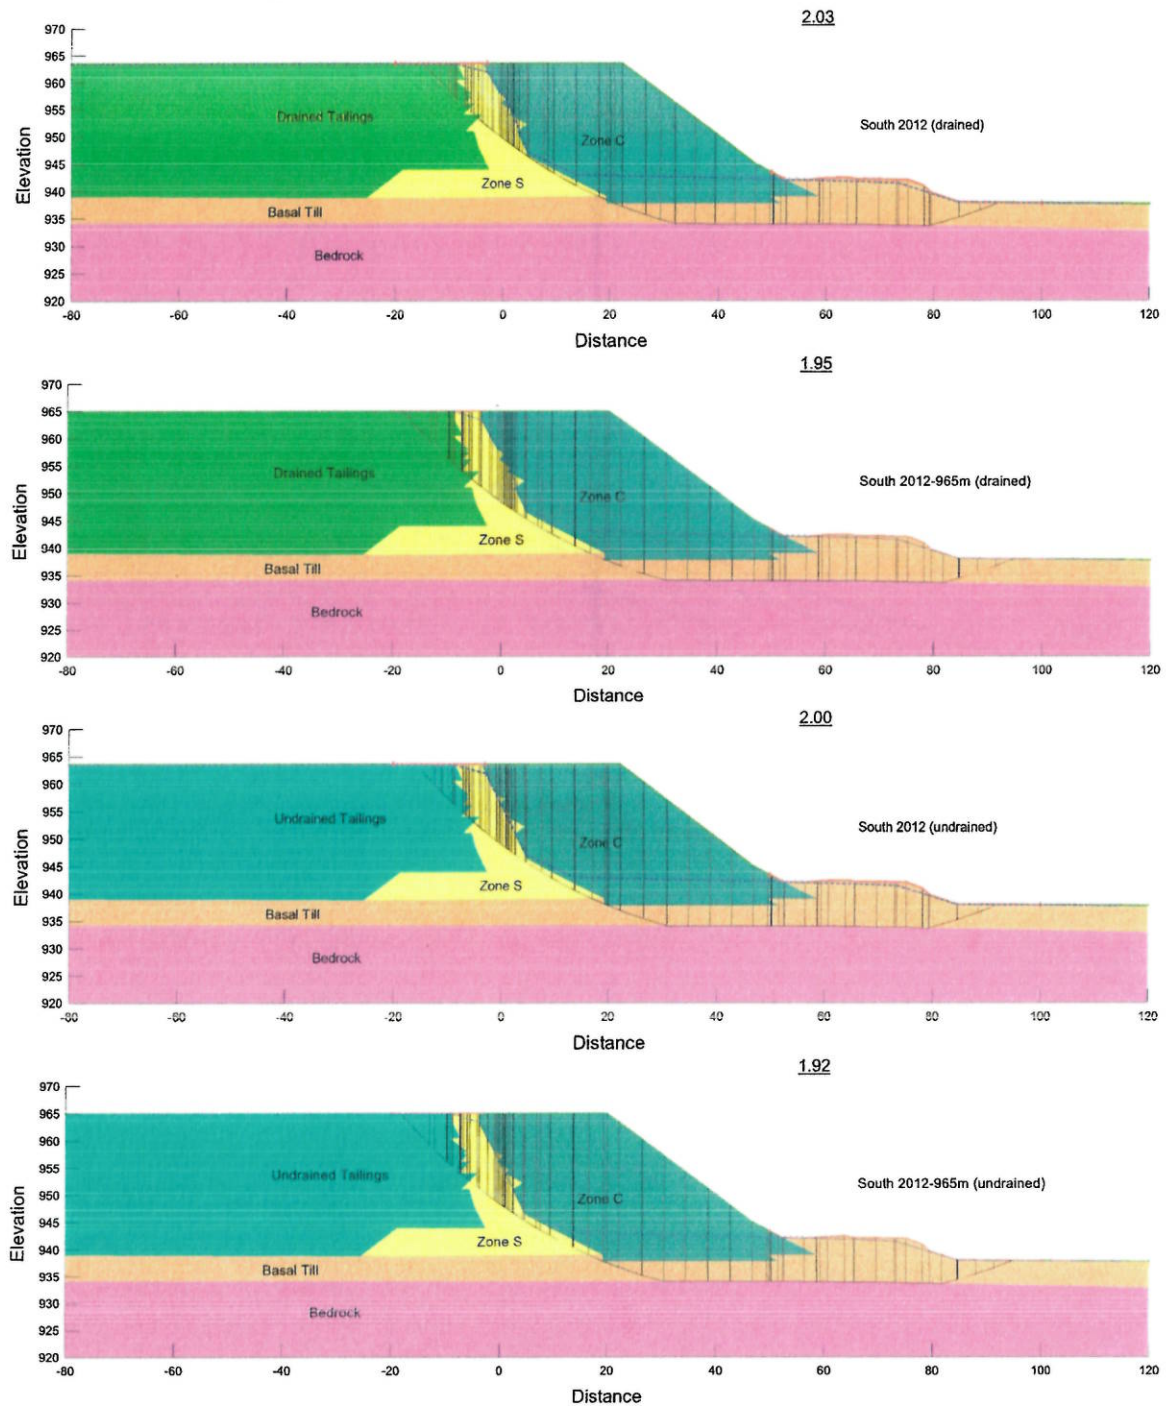 2.03
970
965
960
955
950
945
940
935
930
925
920
Elevation
Drained Tailings
Zone C
South 2012 (drained)
Zone S
Basal Till
Bedrock
-80 -60 -40 -20 0 20 40 60 80 100 120
Distance
1.95
970
965
960
955
950
945
940
935
930
925
920
Elevation
Drained Tailings
Zone C
South 2012-965m (drained)
Zone S
Basal Till
Bedrock
-80 -60 -40 -20 0 20 40 60 80 100 120
Distance
2.00
970
965
960
955
950
945
940
935
930
925
920
Elevation
Undrained Tailings
Zone C
South 2012 (undrained)
Zone S
Basal Till
Bedrock
-80 -60 -40 -20 0 20 40 60 80 100 120
Distance
1.92
970
965
960
955
950
945
940
935
930
925
920
Elevation
Undrained Tailings
Zone C
South 2012-965m (undrained)
Zone S
Basal Till
Bedrock
-80 -60 -40 -20 0 20 40 60 80 100 120
Distance